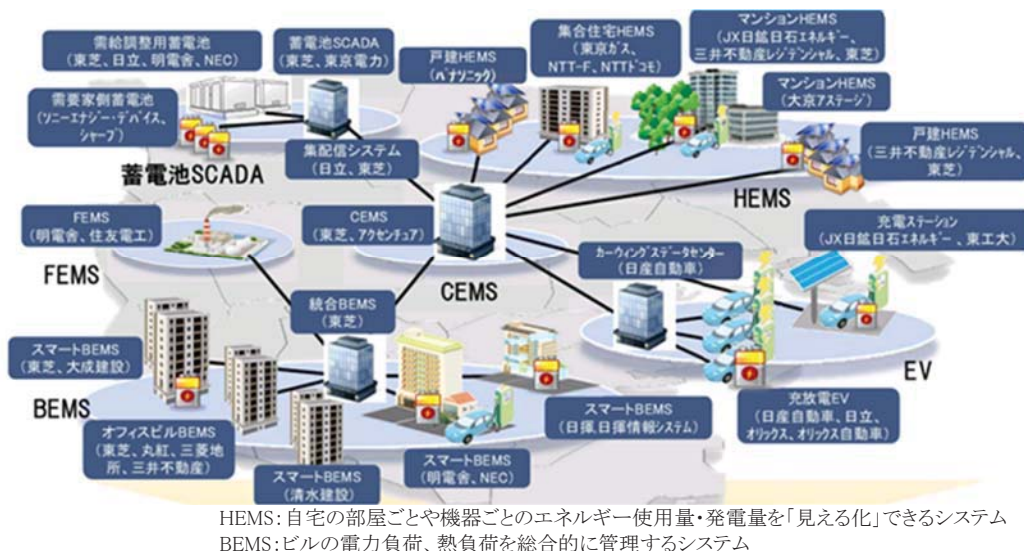 需給調整用蓄電池
(東芝、日立、明電舎、NEC)
蓄電池SCADA
(東芝、東京電力)
戸建HEMS
(パナソニック)
集合住宅HEMS
(東京ガス、
NTT-F、NTTドコモ)
マンションHEMS
(JX日鉱日石エネルギー、
三井不動産レジデンシャル、東芝)
需要家側蓄電池
(ソニーエナジー・デバイス、
シャープ)
マンションHEMS
(大京アステージ)
集配信システム
(日立、東芝)
戸建HEMS
(三井不動産レジデンシャル、
東芝)
蓄電池SCADA
HEMS
FEMS
(明電舎、住友電工)
CEMS
(東芝、アクセンチュア)
充電ステーション
(JX日鉱日石エネルギー 、東工大)
カーウィングスデータセンター
(日産自動車)
FEMS
CEMS
統合BEMS
(東芝)
スマートBEMS
(東芝、大成建設)
EV
BEMS
充放電EV
(日産自動車、日立、
オリックス、オリックス自動車)
スマートBEMS
(日揮,日揮情報システム)
オフィスビルBEMS
(東芝、丸紅、三菱地
所、三井不動産)
スマートBEMS
(明電舎、NEC)
スマートBEMS
(清水建設)
HEMS：自宅の部屋ごとや機器ごとのエネルギー使用量・発電量を「見える化」できるシステム
BEMS：ビルの電力負荷、熱負荷を総合的に管理するシステム